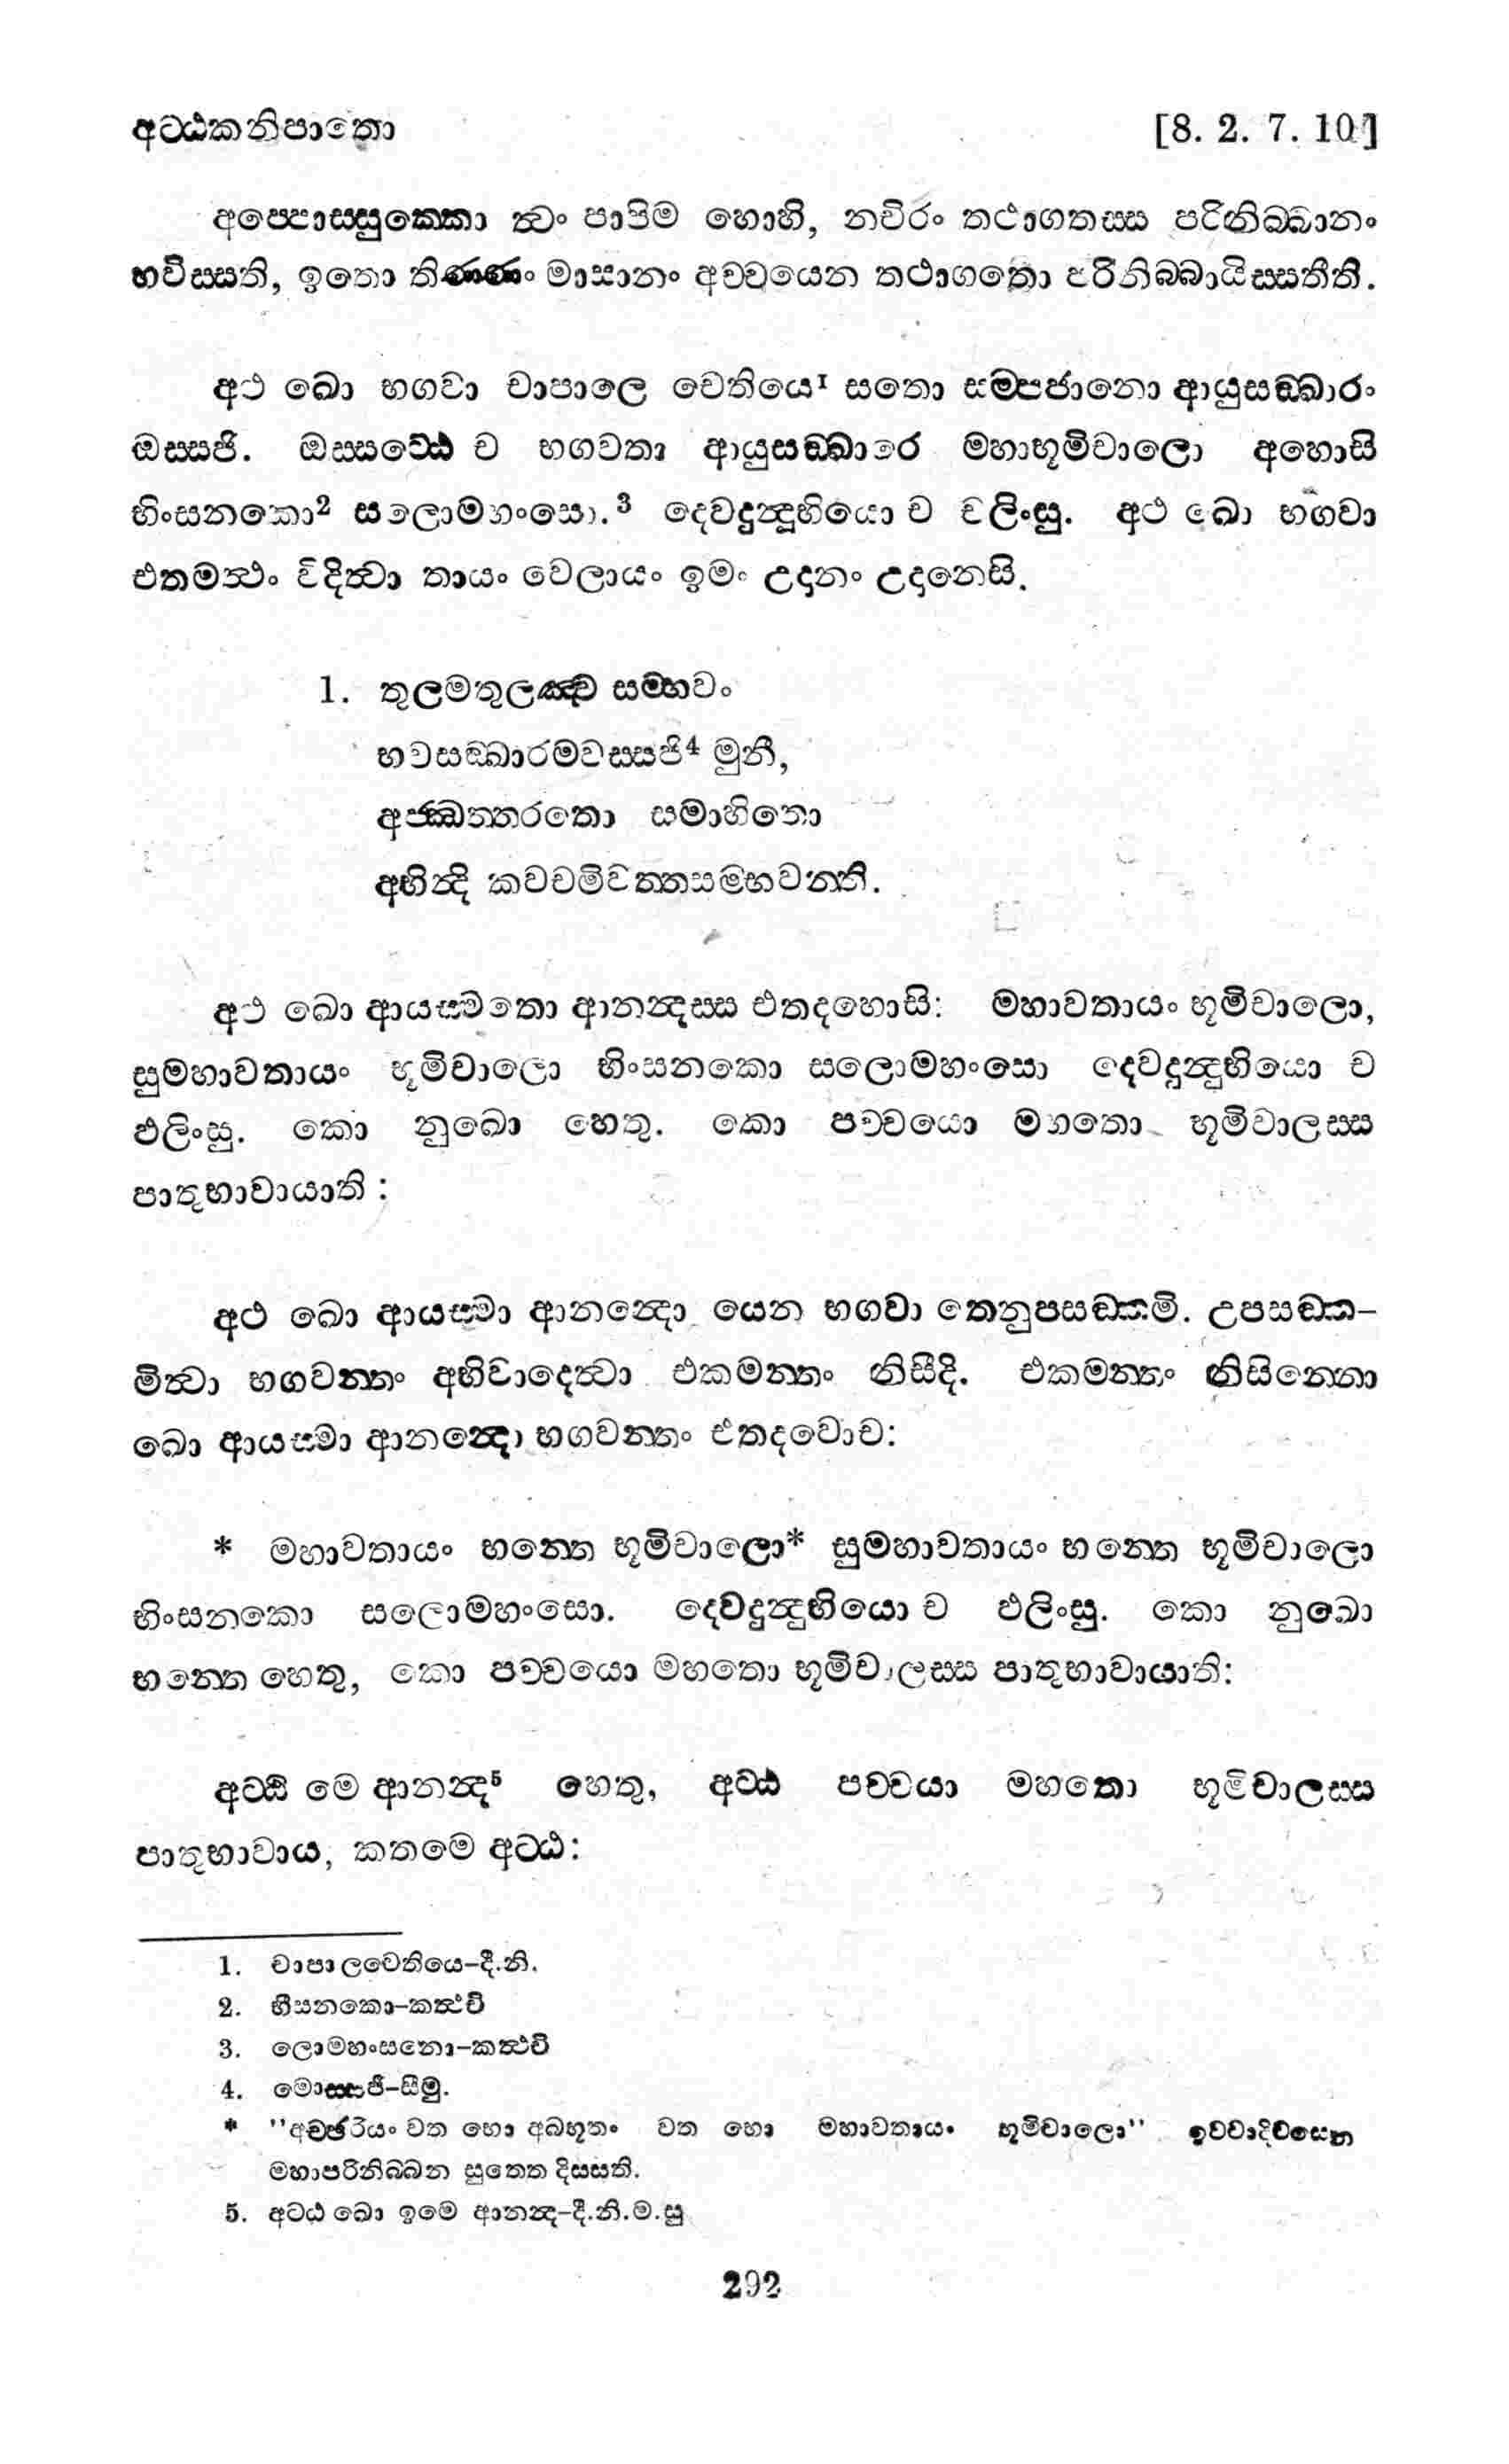 අට්ඨකනිපාතො [8. 2. 7. 10]
අප්පොස්සුක්කො ත්වං පාපිම හොහි, නචිරං තථාගතස්ස පරිනිබ්බානං
භවිස්සති, ඉතො තිණ්ණං මාසානං අච්චයෙන තථාගතො පරිනිබ්බායිස්සතීති.
අථ ඛො භගවා චාපාලෙ චෙතියෙ¹ සතො සම්පජානො ආයුසඞ්ඛාරං
ඔස්සජි. ඔස්සට්ඨෙ ච භගවතා ආයුසඞ්ඛාරෙ මහාභූමිචාලො අහොසි
භිංසනකො² සලොමහංසො.³ දෙවදුන්දූභියො ච ඵලිංසු. අථ ඛො භගවා
එතමත්ථං විදිත්වා තායං වෙලායං ඉමං උදානං උදානෙසි.
1. තුලමතුලඤ්ච සම්භවං
භවසඞ්ඛාරමවස්සජි⁴ මුනී,
අජ්ඣත්තරතො සමාහිතො
අභින්දි කවචමිවත්තසම්භවන්ති.
අථ ඛො ආයස්මතො ආනන්දස්ස එතදහොසි: මහාවතායං භූමිචාලො,
සුමහාවතායං භූමිචාලො භිංසනකො සලොමහංසො දෙවදුන්දුභියො ච
ඵලිංසු. කො නුඛො හෙතු. කො පච්චයො මහතො භූමිචාලස්ස
පාතුභාවායාති:
අථ ඛො ආයස්මා ආනන්දො යෙන භගවා තෙනුපසඞ්කමි. උපසඞ්ක-
මිත්වා භගවන්තං අභිවාදෙත්වා එකමන්තං නිසීදි. එකමන්තං නිසින්නො
ඛො ආයස්මා ආනන්දො භගවන්තං එතදවොච:
* මහාවතායං භන්තෙ භූමිචාලො* සුමහාවතායං භන්තෙ භූමිචාලො
භිංසනකො සලොමහංසො. දෙවදුන්දුභියො ච ඵලිංසු. කො නුඛො
භන්තෙ හෙතු, කො පච්චයො මහතො භූමිචාලස්ස පාතුභාවායාති:
අට්ඨිමෙ ආනන්ද⁵ හෙතු, අට්ඨ පච්චයා මහතො භූමිචාලස්ස
පාතුභාවාය, කතමෙ අට්ඨ:
1. චාපාලචෙතියෙ-දී.නි.
2. භීසනකො-කත්ථචි
3. ලොමහංසනො-කත්ථචි
4. මොස්සජී-සීමු.
* "අච්ඡරියං වත භො අබ්භූතං වත භො මහාවතායං භූමිචාලො" ඉච්චාදිවසෙන
මහාපරිනිබ්බන සුත්තෙ දිස්සති.
5. අට්ඨ ඛො ඉමෙ ආනන්ද-දී.නි.ම.සු
292